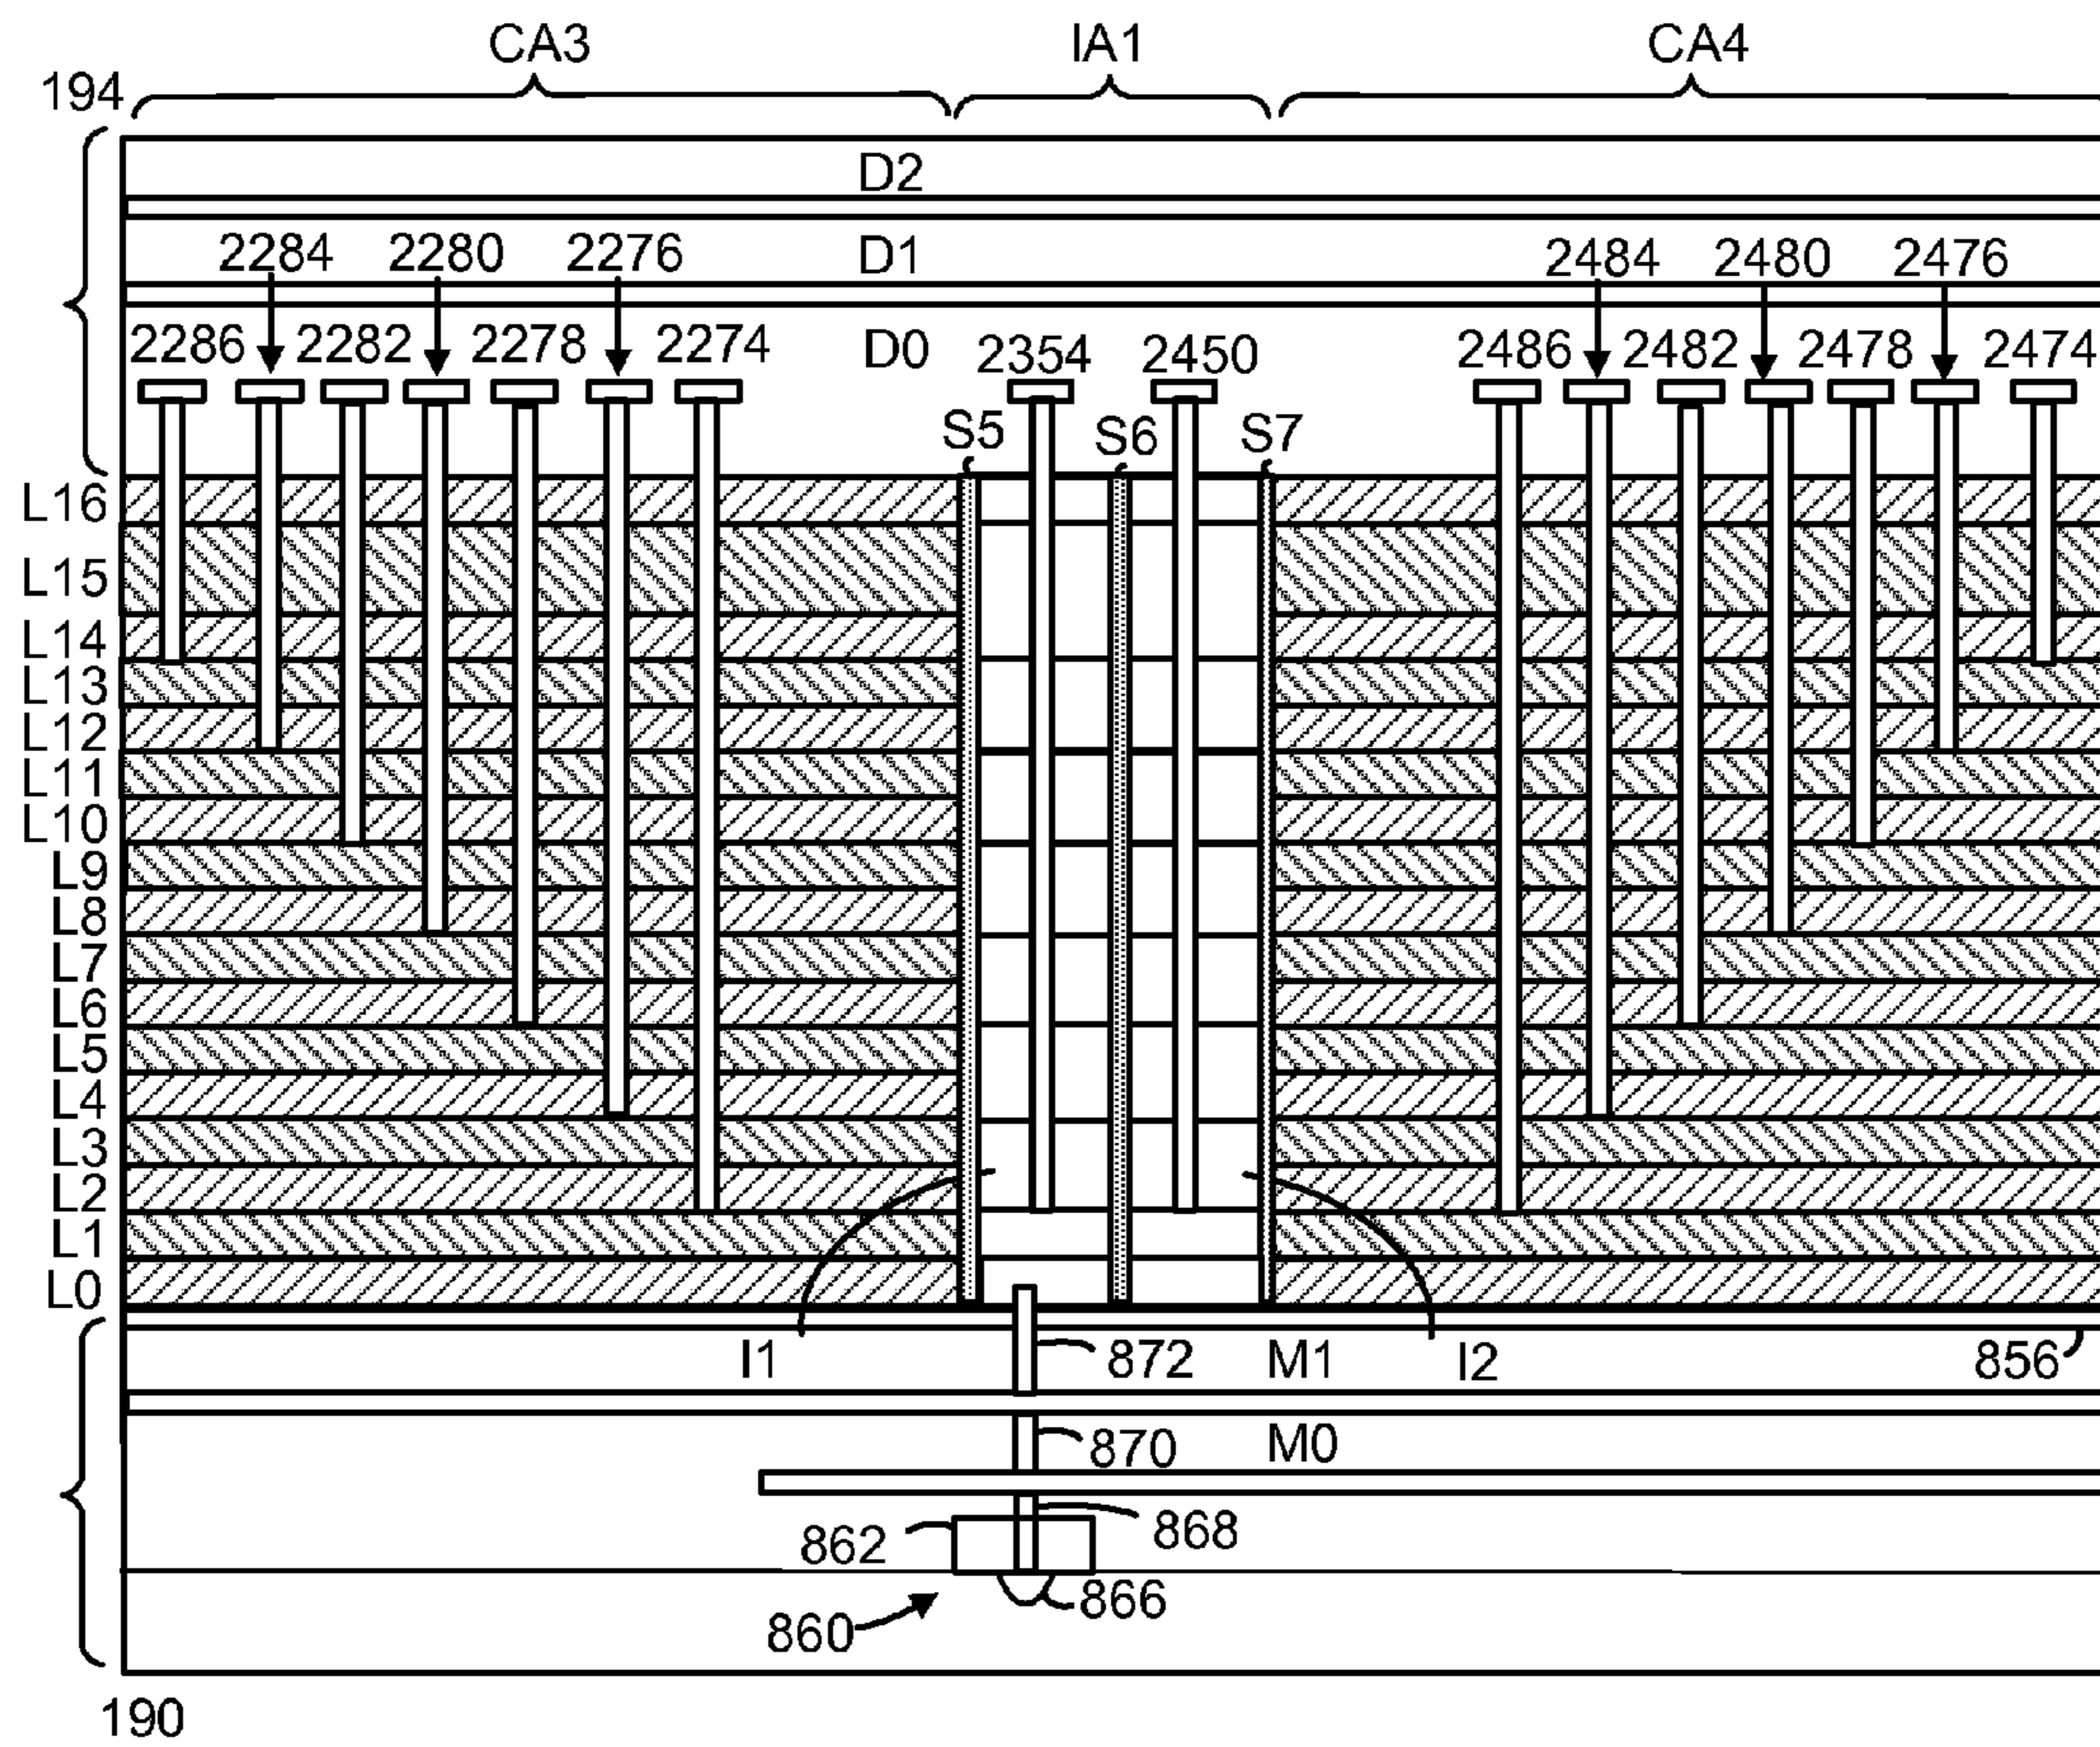 CA3 IA1 CA4
194
D2
2284 2280 2276 D1 2484 2480 2476
2286 2282 2278 2274 D0 2354 2450 2486 2482 2478 2474
S5 S6 S7
L16
L15
L14
L13
L12
L11
L10
L9
L8
L7
L6
L5
L4
L3
L2
L1
L0
I1 872 M1 I2 856
870 M0
862 868
860 866
190